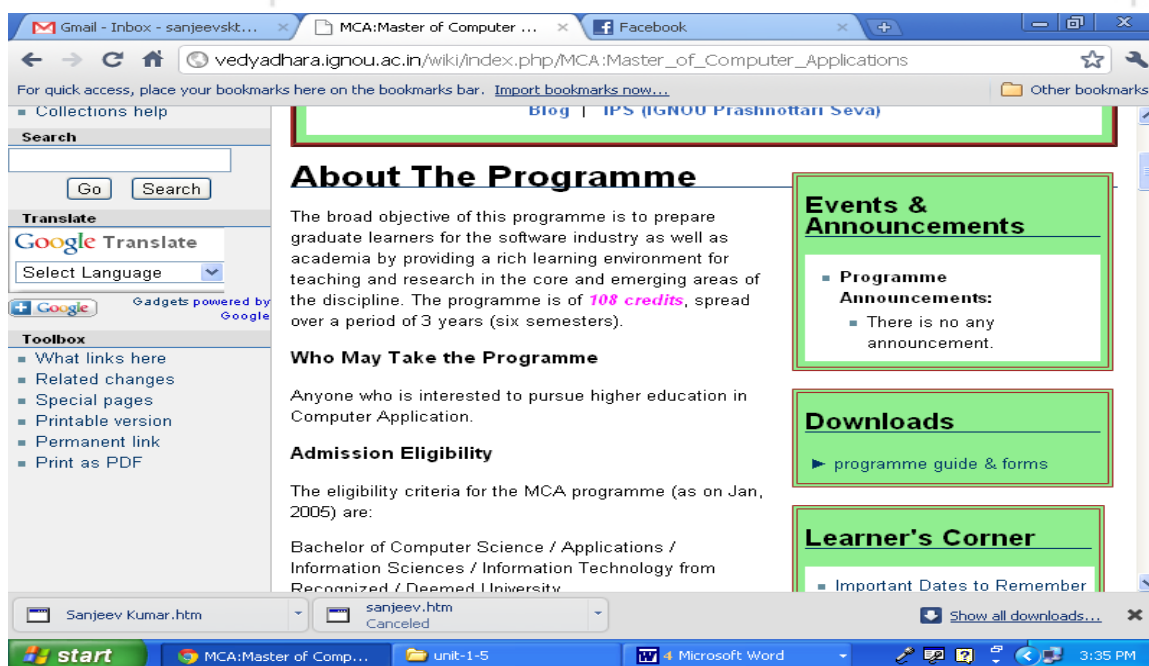 Gmail - Inbox - sanjeevskt...
MCA:Master of Computer ...
Facebook
vedyadhara.ignou.ac.in/wiki/index.php/MCA:Master_of_Computer_Applications
For quick access, place your bookmarks here on the bookmarks bar. Import bookmarks now...
Other bookmarks
Collections help
Search
Go
Search
Translate
Google Translate
Select Language
Google
Gadgets powered by
Google
Toolbox
What links here
Related changes
Special pages
Printable version
Permanent link
Print as PDF
Blog | IPS (IGNOU Prashnottari Seva)
About The Programme
The broad objective of this programme is to prepare
graduate learners for the software industry as well as
academia by providing a rich learning environment for
teaching and research in the core and emerging areas of
the discipline. The programme is of 108 credits, spread
over a period of 3 years (six semesters).
Who May Take the Programme
Anyone who is interested to pursue higher education in
Computer Application.
Admission Eligibility
The eligibility criteria for the MCA programme (as on Jan,
2005) are:
Bachelor of Computer Science / Applications /
Information Sciences / Information Technology from
Recognized / Deemed University
Events &
Announcements
Programme
Announcements:
There is no any
announcement.
Downloads
programme guide & forms
Learner's Corner
Important Dates to Remember
Sanjeev Kumar.htm
sanjeev.htm
Canceled
Show all downloads...
start
MCA:Master of Comp...
unit-1-5
4 Microsoft Word
3:35 PM